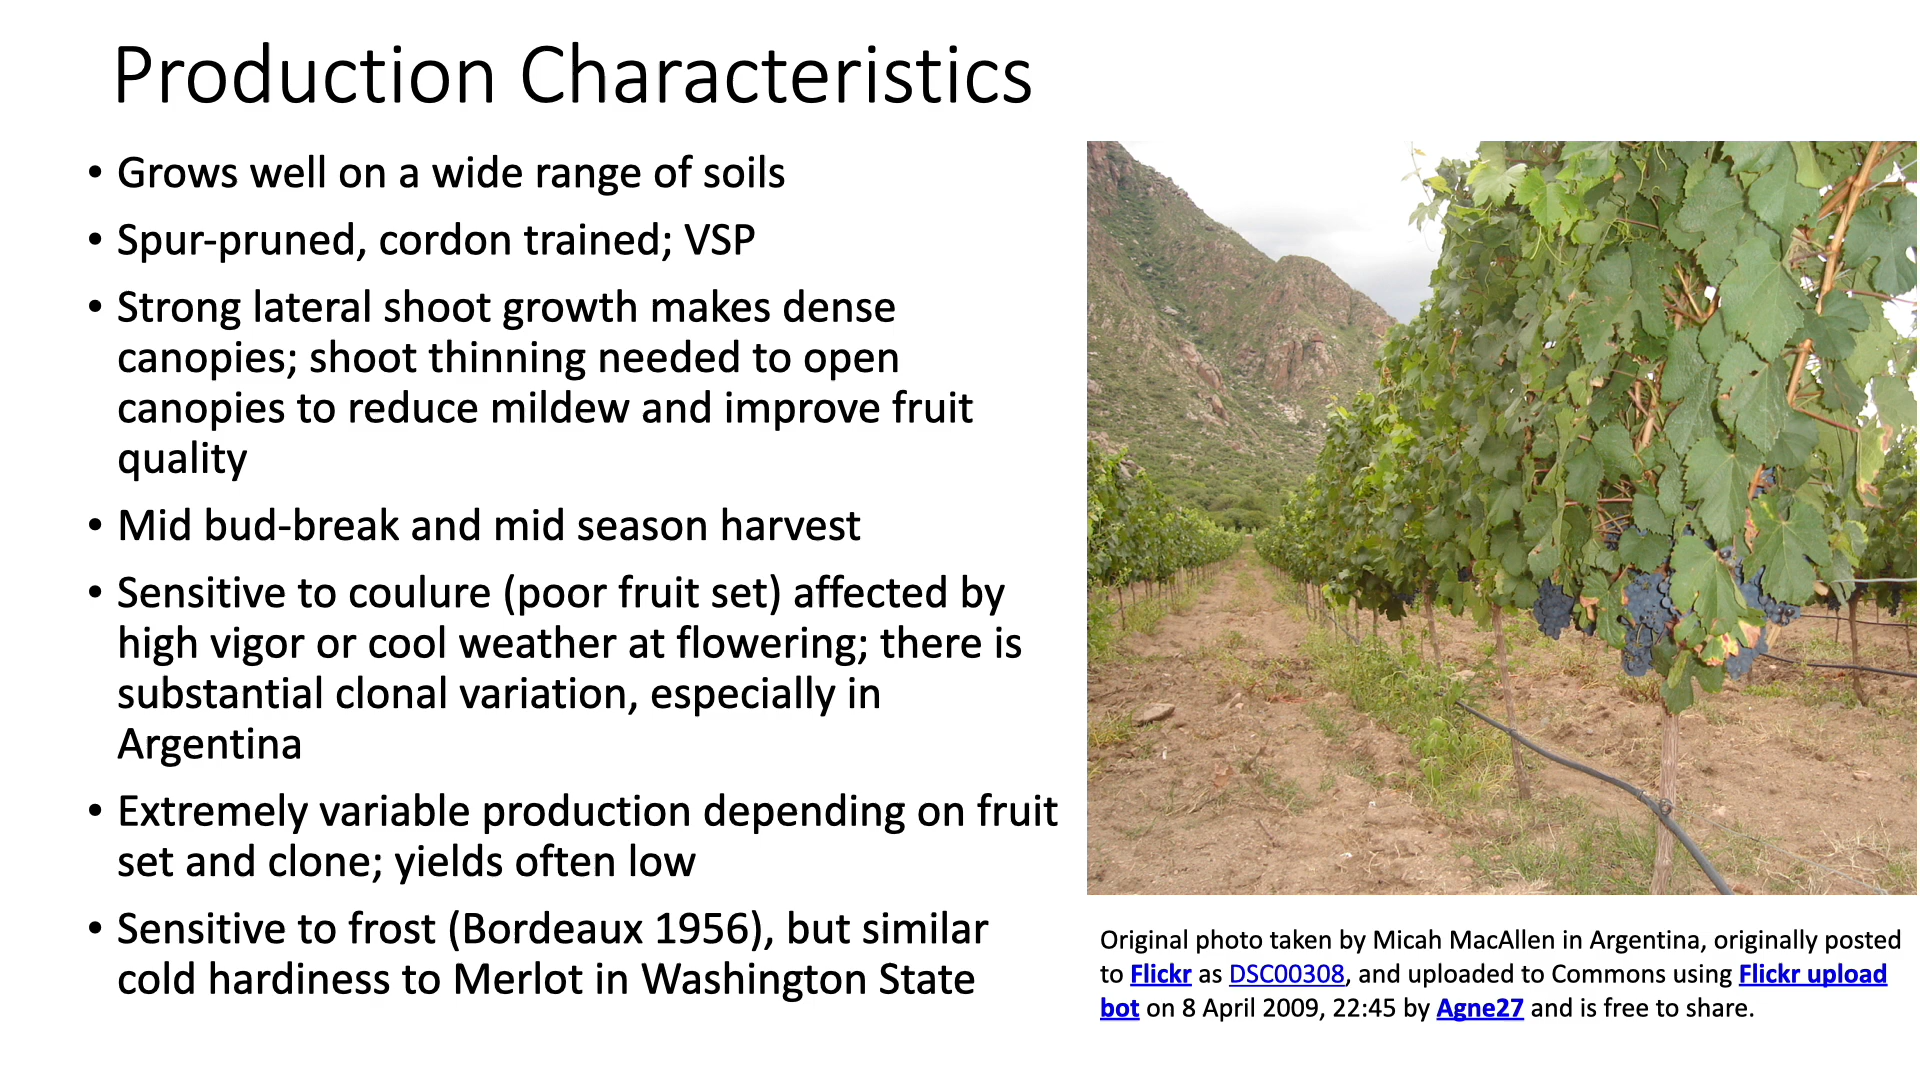 Production Characteristics
• Grows well on a wide range of soils
• Spur-pruned, cordon trained; VSP
• Strong lateral shoot growth makes dense
canopies; shoot thinning needed to open
canopies to reduce mildew and improve fruit
quality
• Mid bud-break and mid season harvest
• Sensitive to coulure (poor fruit set) affected by
high vigor or cool weather at flowering; there is
substantial clonal variation, especially in
Argentina
• Extremely variable production depending on fruit
set and clone; yields often low
• Sensitive to frost (Bordeaux 1956), but similar
cold hardiness to Merlot in Washington State
Original photo taken by Micah MacAllen in Argentina, originally posted
to Flickr as DSC00308, and uploaded to Commons using Flickr upload
bot on 8 April 2009, 22:45 by Agne27 and is free to share.